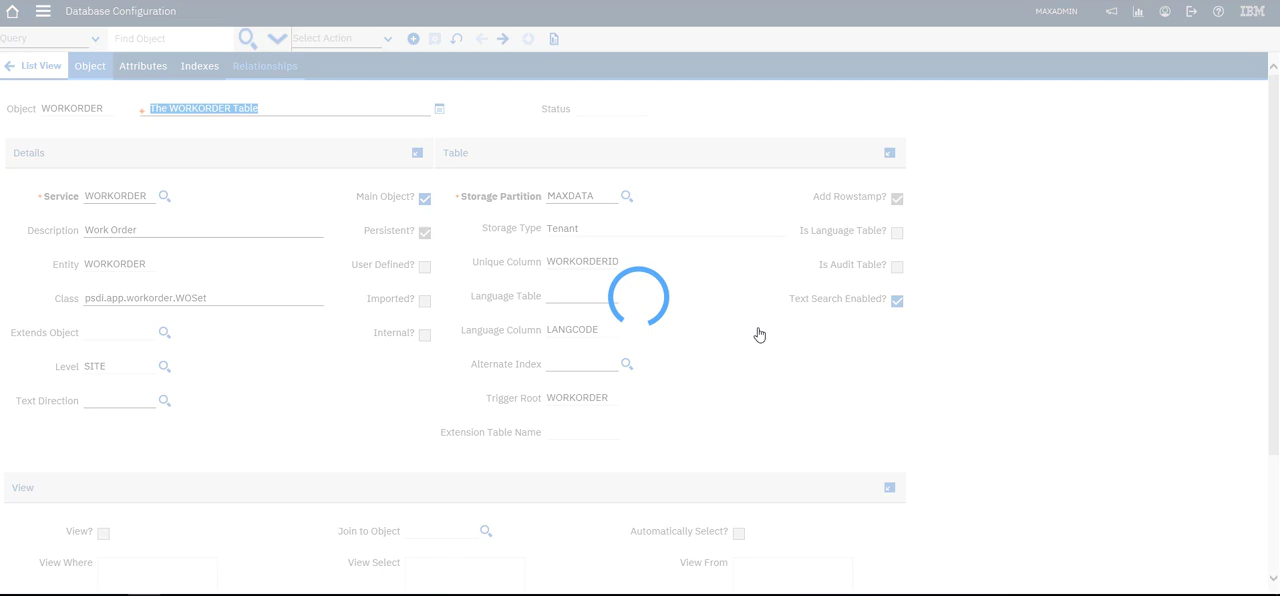 Database Configuration MAXADMIN IBM
Query Find Object Select Action
List View Object Attributes Indexes Relationships
Object WORKORDER * The WORKORDER Table Status
Details Table
* Service WORKORDER Main Object? * Storage Partition MAXDATA Add Rowstamp?
Description Work Order Persistent? Storage Type Tenant Is Language Table?
Entity WORKORDER User Defined? Unique Column WORKORDERID Is Audit Table?
Class psdi.app.workorder.WOSet Imported? Language Table Text Search Enabled?
Extends Object Internal? Language Column LANGCODE
Level SITE Alternate Index
Text Direction Trigger Root WORKORDER
Extension Table Name
View
View? Join to Object Automatically Select?
View Where View Select View From